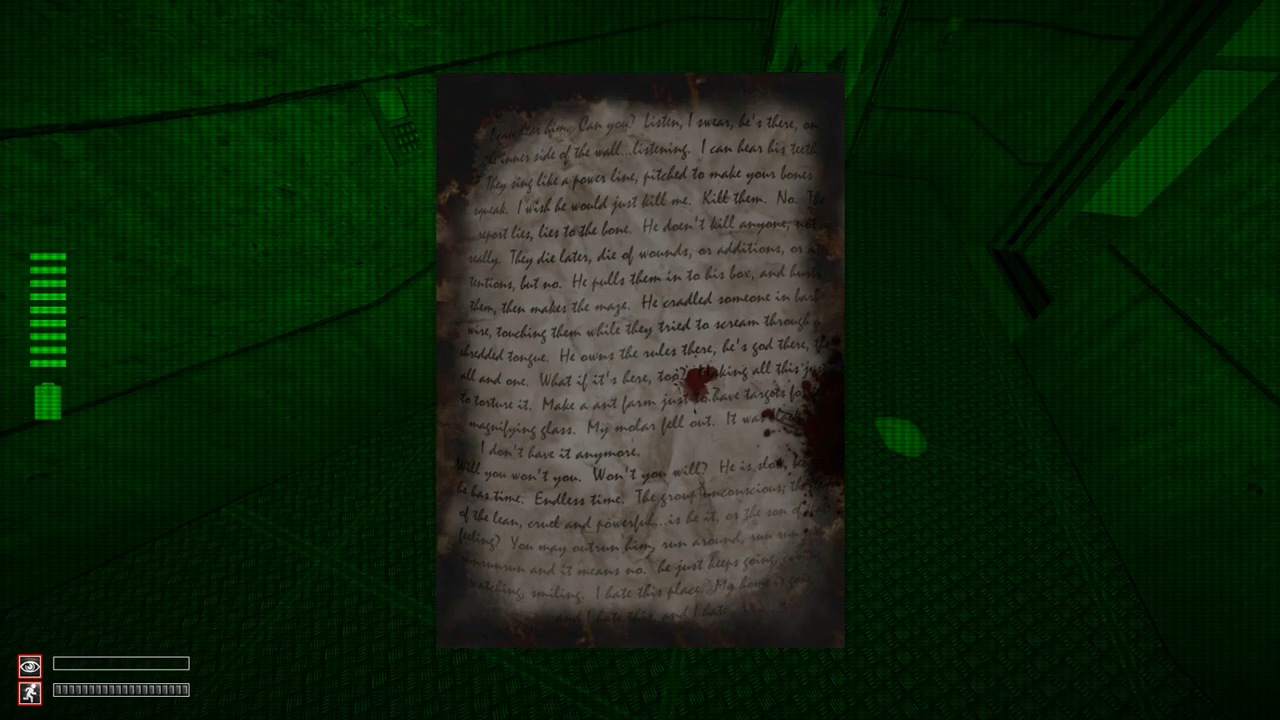 I can hear him. Can you? Listen, I swear, he's there, on
the inner side of the wall...listening. I can hear his teeth.
They sing like a power line, pitched to make your bones
squeak. I wish he would just kill me. Kill them. No. The
report lies, lies to the bone. He doen't kill anyone, not
really. They die later, die of wounds, or additions, or
tentions, but no. He pulls them in to his box, and hurts
them, then makes the maze. He cradled someone in barb
wire, touching them while they tried to scream through a
shredded tongue. He owns the rules there, he's god there, the
all and one. What if it's here, too? Making all this just
to torture it. Make a ant farm just to have targets for
magnifying glass. My molar fell out. It was
I don't have it anymore.
Will you won't you. Won't you will? He is slow,
he has time. Endless time. The group unconscious;
of the lean, cruel and powerful...is he it, or the son of
feeling? You may outrun him, run around, run run
and it means no. he just keeps going,
watching, smiling. I hate this place. My home is
and I hate this, and I hate